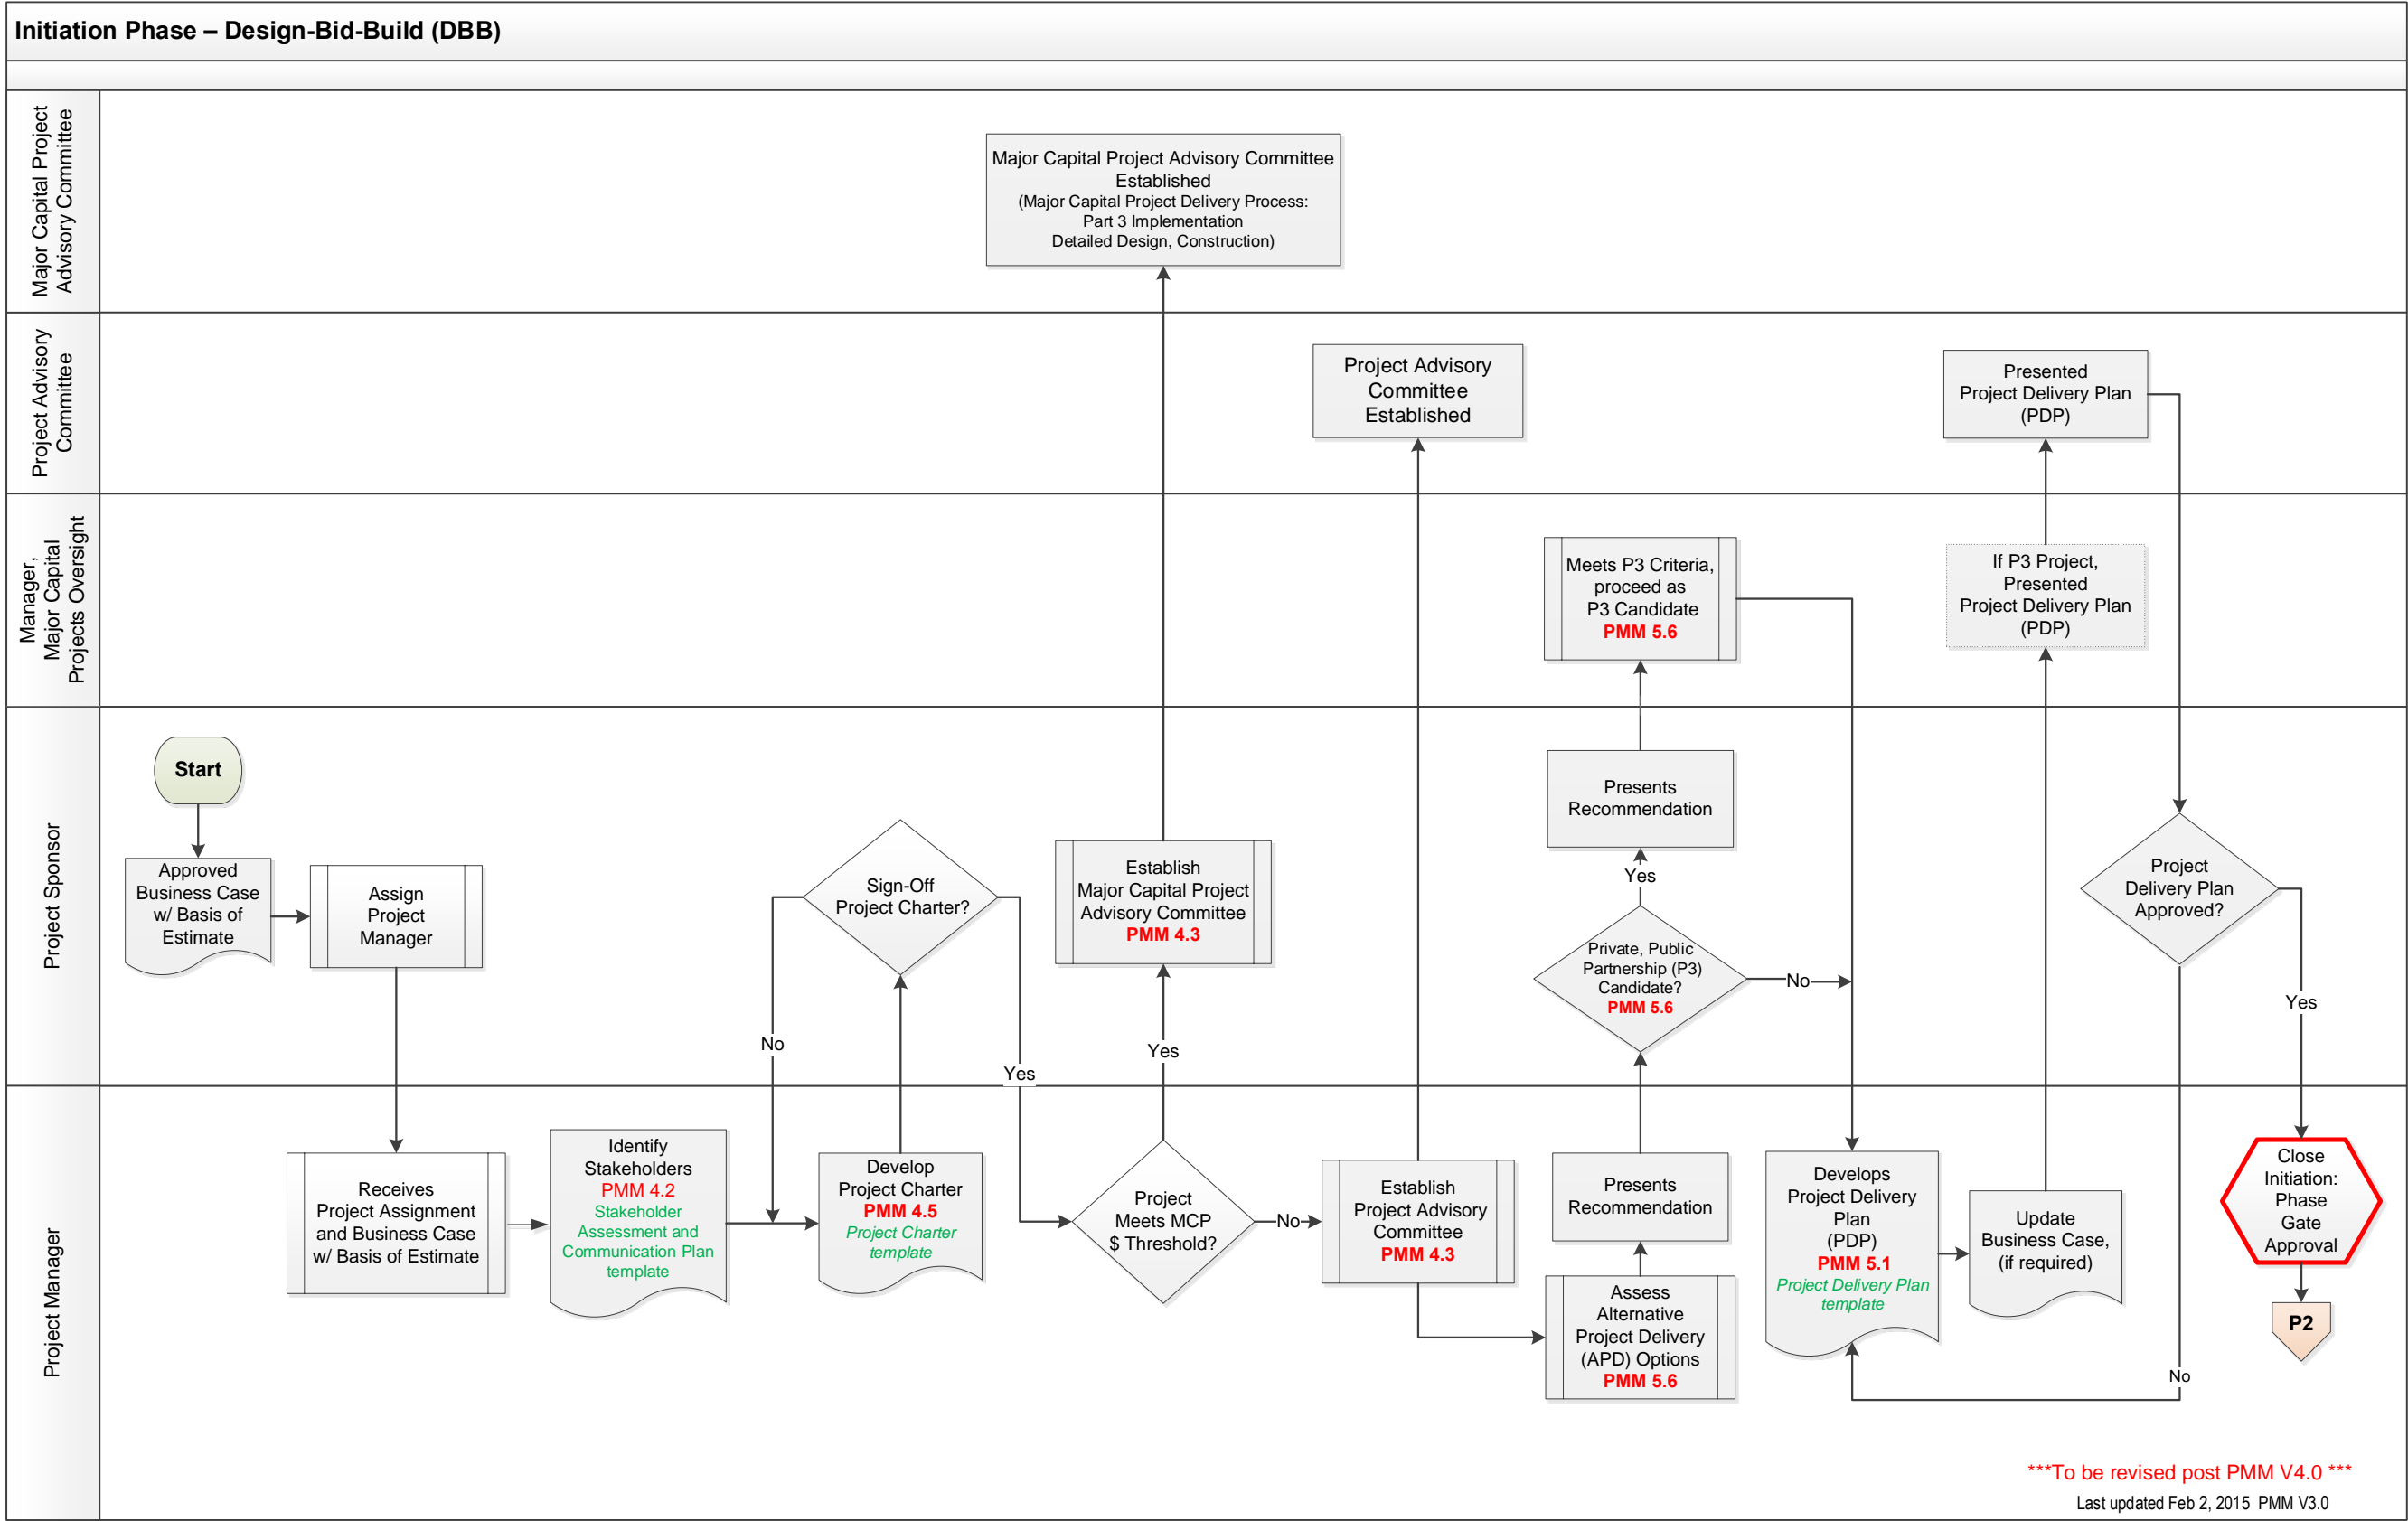 Initiation Phase – Design-Bid-Build (DBB)
Major Capital Project
Advisory Committee
Major Capital Project Advisory Committee
Established
(Major Capital Project Delivery Process:
Part 3 Implementation
Detailed Design, Construction)
Project Advisory
Committee
Project Advisory
Committee
Established
Presented
Project Delivery Plan
(PDP)
Manager,
Major Capital
Projects Oversight
Meets P3 Criteria,
proceed as
P3 Candidate
PMM 5.6
If P3 Project,
Presented
Project Delivery Plan
(PDP)
Project Sponsor
Start
Approved
Business Case
w/ Basis of
Estimate
Assign
Project
Manager
Sign-Off
Project Charter?
No
Yes
Establish
Major Capital Project
Advisory Committee
PMM 4.3
Yes
Presents
Recommendation
Yes
Private, Public
Partnership (P3)
Candidate?
PMM 5.6
No
Project
Delivery Plan
Approved?
Yes
Project Manager
Receives
Project Assignment
and Business Case
w/ Basis of Estimate
Identify
Stakeholders
PMM 4.2
Stakeholder
Assessment and
Communication Plan
template
Develop
Project Charter
PMM 4.5
Project Charter
template
Project
Meets MCP
$ Threshold?
No
Establish
Project Advisory
Committee
PMM 4.3
Presents
Recommendation
Assess
Alternative
Project Delivery
(APD) Options
PMM 5.6
Develops
Project Delivery
Plan
(PDP)
PMM 5.1
Project Delivery Plan
template
Update
Business Case,
(if required)
No
Close
Initiation:
Phase
Gate
Approval
P2
***To be revised post PMM V4.0 ***
Last updated Feb 2, 2015 PMM V3.0